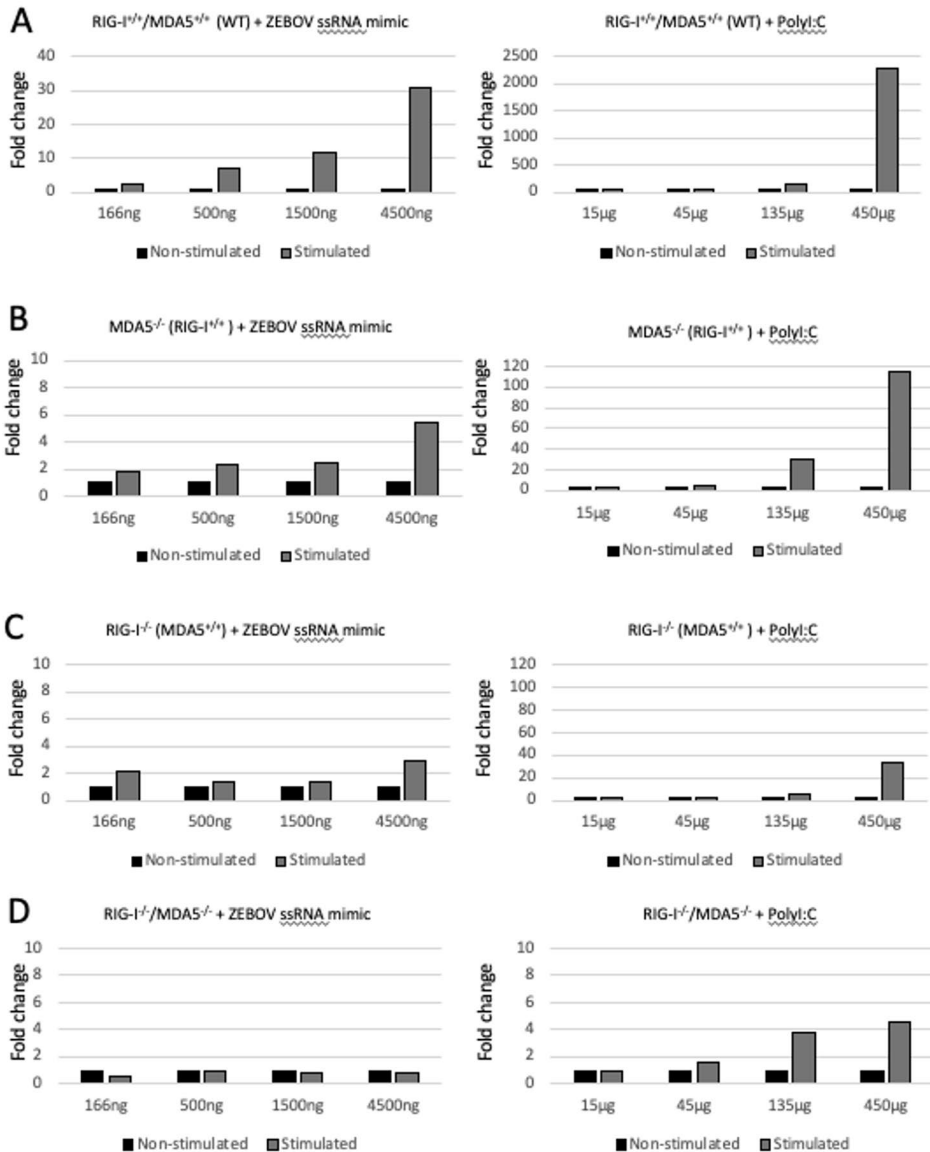 A
RIG-I+/+/MDA5+/+ (WT) + ZEBOV ssRNA mimic
Fold change
40
30
20
10
0
166ng 500ng 1500ng 4500ng
Non-stimulated Stimulated
RIG-I+/+/MDA5+/+ (WT) + PolyI:C
Fold change
2500
2000
1500
1000
500
0
15µg 45µg 135µg 450µg
Non-stimulated Stimulated
B
MDA5-/- (RIG-I+/+ ) + ZEBOV ssRNA mimic
Fold change
10
8
6
4
2
0
166ng 500ng 1500ng 4500ng
Non-stimulated Stimulated
MDA5-/- (RIG-I+/+ ) + PolyI:C
Fold change
120
100
80
60
40
20
0
15µg 45µg 135µg 450µg
Non-stimulated Stimulated
C
RIG-I-/- (MDA5+/+) + ZEBOV ssRNA mimic
Fold change
10
8
6
4
2
0
166ng 500ng 1500ng 4500ng
Non-stimulated Stimulated
RIG-I-/- (MDA5+/+ ) + PolyI:C
Fold change
120
100
80
60
40
20
0
15µg 45µg 135µg 450µg
Non-stimulated Stimulated
D
RIG-I-/-/MDA5-/- + ZEBOV ssRNA mimic
Fold change
10
8
6
4
2
0
166ng 500ng 1500ng 4500ng
Non-stimulated Stimulated
RIG-I-/-/MDA5-/- + PolyI:C
Fold change
10
8
6
4
2
0
15µg 45µg 135µg 450µg
Non-stimulated Stimulated